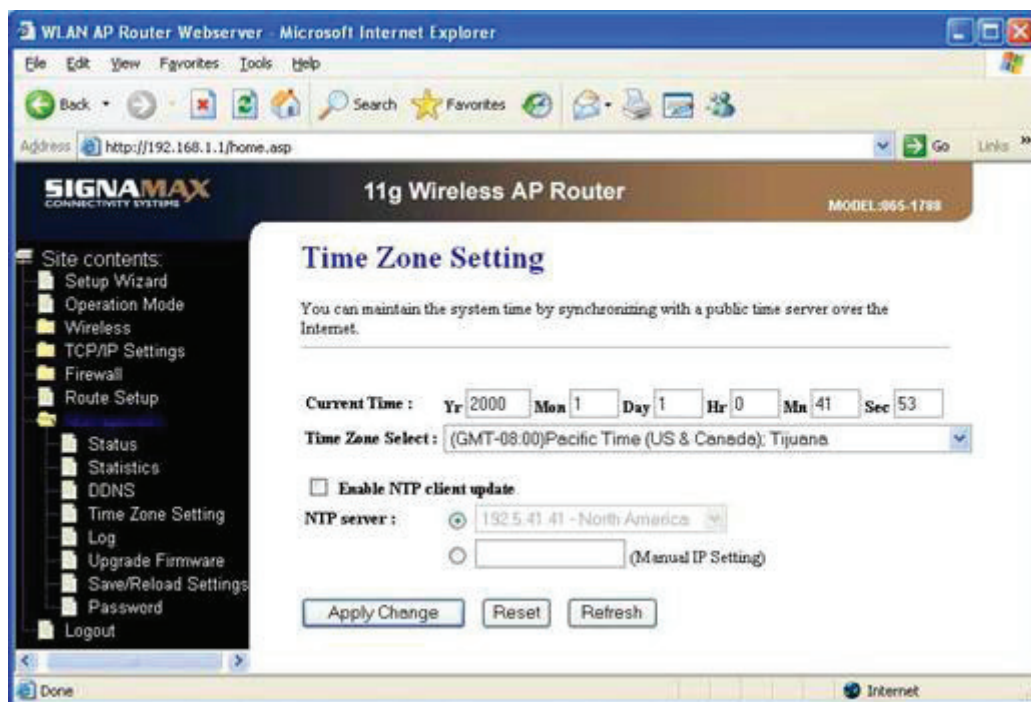 WLAN AP Router Webserver - Microsoft Internet Explorer
File Edit View Favorites Tools Help
Back Search Favorites
Address http://192.168.1.1/home.asp Go Links »
SIGNAMAX
CONNECTIVITY SYSTEMS
11g Wireless AP Router
MODEL:065-1788
Site contents:
Setup Wizard
Operation Mode
Wireless
TCP/IP Settings
Firewall
Route Setup
Status
Statistics
DDNS
Time Zone Setting
Log
Upgrade Firmware
Save/Reload Settings
Password
Logout
Time Zone Setting
You can maintain the system time by synchronizing with a public time server over the
Internet.
Current Time : Yr 2000 Mon 1 Day 1 Hr 0 Mn 41 Sec 53
Time Zone Select : (GMT-08:00)Pacific Time (US & Canada); Tijuana
Enable NTP client update
NTP server : 192.5.41.41 - North America
(Manual IP Setting)
Apply Change Reset Refresh
Done Internet